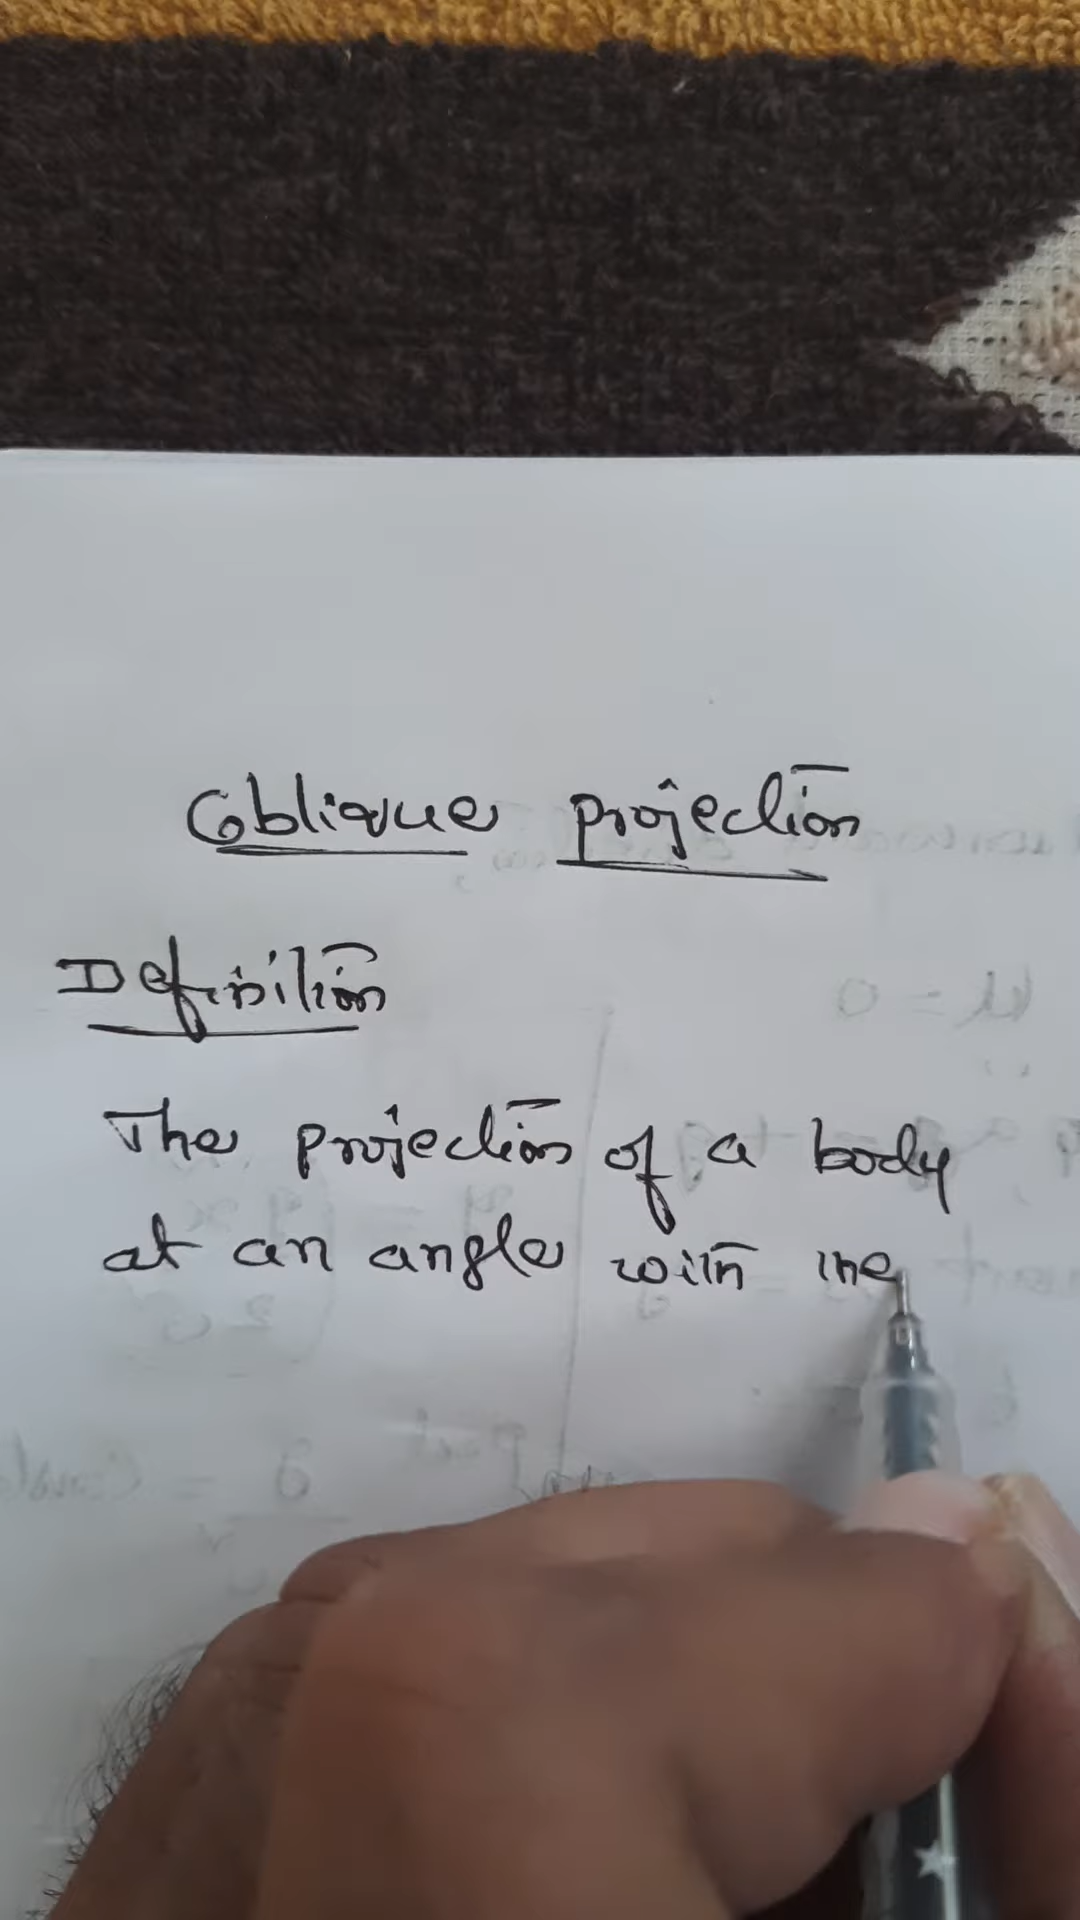 Oblique projection
Definition
The projection of a body
at an angle with the